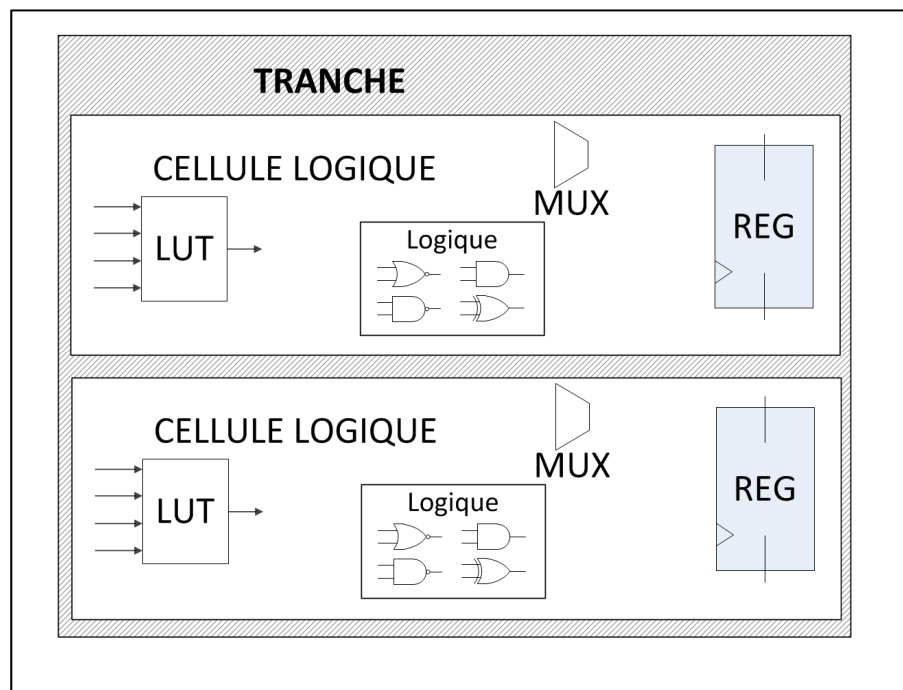 TRANCHE
CELLULE LOGIQUE
MUX
LUT
Logique
REG
CELLULE LOGIQUE
MUX
LUT
Logique
REG